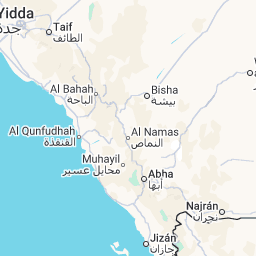 Yidda
جدة
Taif
الطائف
Al Bahah
الباحة
Bisha
بيشة
Al Qunfudhah
القنفذة
Al Namas
النماص
Muhayil
محايل عسير
Abha
أبها
Najrán
نجران
Jizán
جازان